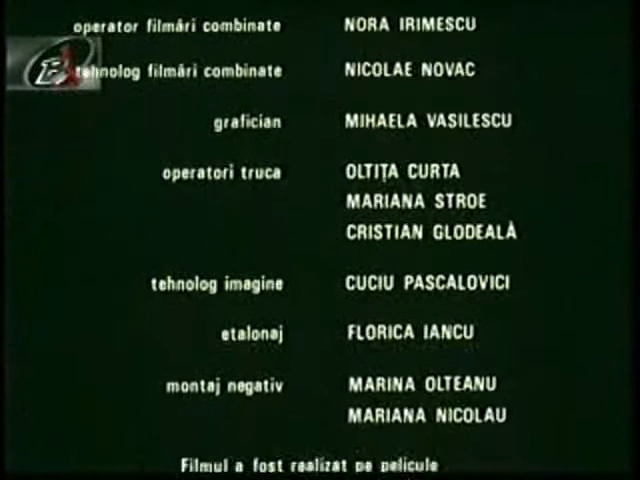 operator filmări combinate NORA IRIMESCU
tehnolog filmări combinate NICOLAE NOVAC
grafician MIHAELA VASILESCU
operatori truca OLTIȚA CURTA
MARIANA STROE
CRISTIAN GLODEALĂ
tehnolog imagine CUCIU PASCALOVICI
etalonaj FLORICA IANCU
montaj negativ MARINA OLTEANU
MARIANA NICOLAU
Filmul a fost realizat pe pelicule